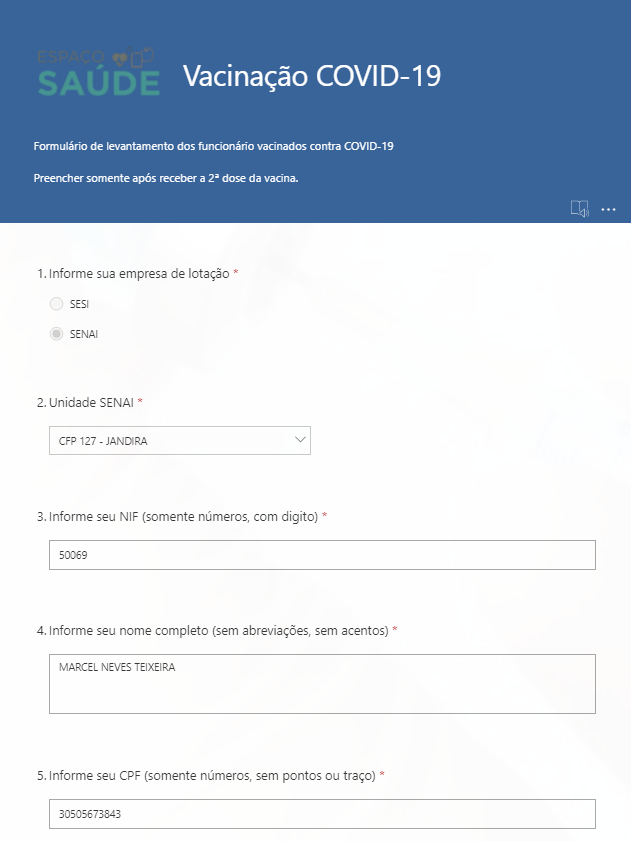 ESPAÇO
SAÚDE
Vacinação COVID-19
Formulário de levantamento dos funcionário vacinados contra COVID-19
Preencher somente após receber a 2ª dose da vacina.
1. Informe sua empresa de lotação *
SESI
SENAI
2. Unidade SENAI *
CFP 127 - JANDIRA
3. Informe seu NIF (somente números, com digito) *
50069
4. Informe seu nome completo (sem abreviações, sem acentos) *
MARCEL NEVES TEIXEIRA
5. Informe seu CPF (somente números, sem pontos ou traço) *
30505673843